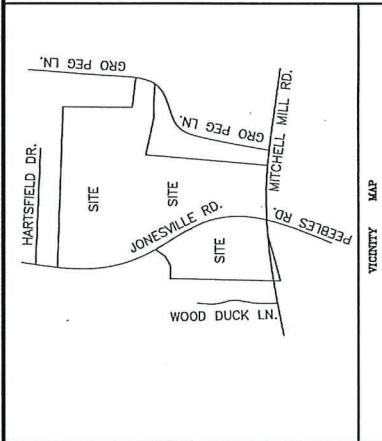 GRO PEG LN.
GRO PEG LN.
MITCHELL MILL RD.
HARTSFIELD DR.
SITE
SITE
JONESVILLE RD.
SITE
PEEBLES RD.
WOOD DUCK LN.
VICINITY MAP